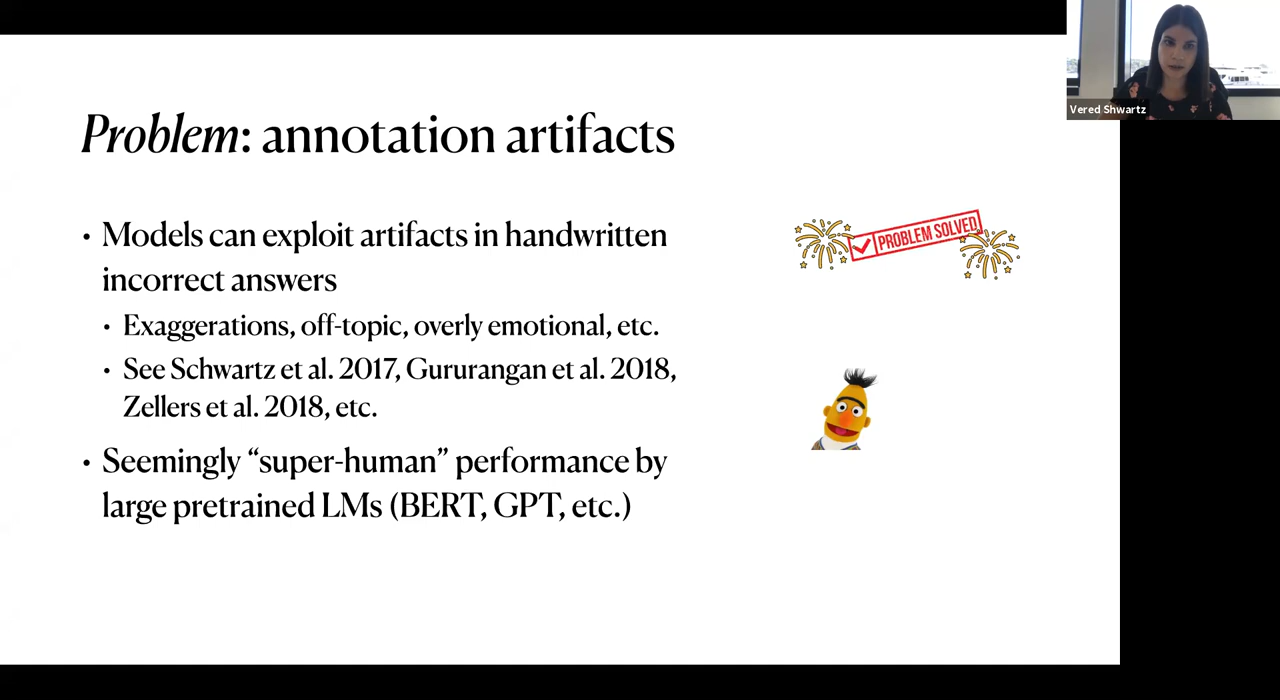 Vered Shwartz
Problem: annotation artifacts
• Models can exploit artifacts in handwritten
incorrect answers
• Exaggerations, off-topic, overly emotional, etc.
• See Schwartz et al. 2017, Gururangan et al. 2018,
Zellers et al. 2018, etc.
• Seemingly “super-human” performance by
large pretrained LMs (BERT, GPT, etc.)
PROBLEM SOLVED